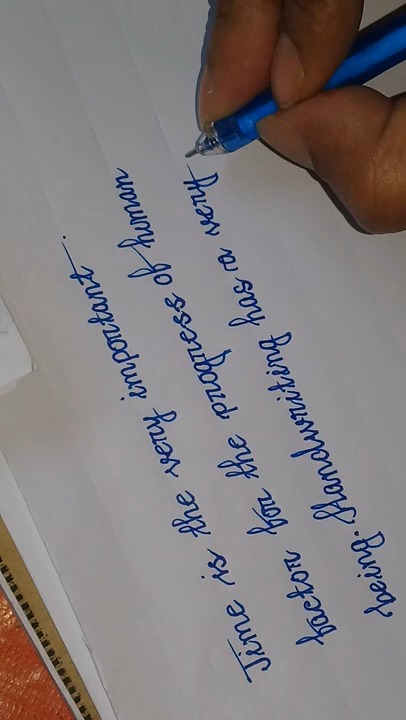 Time is the very important
factor for the progress of human
being. Handwriting has a very